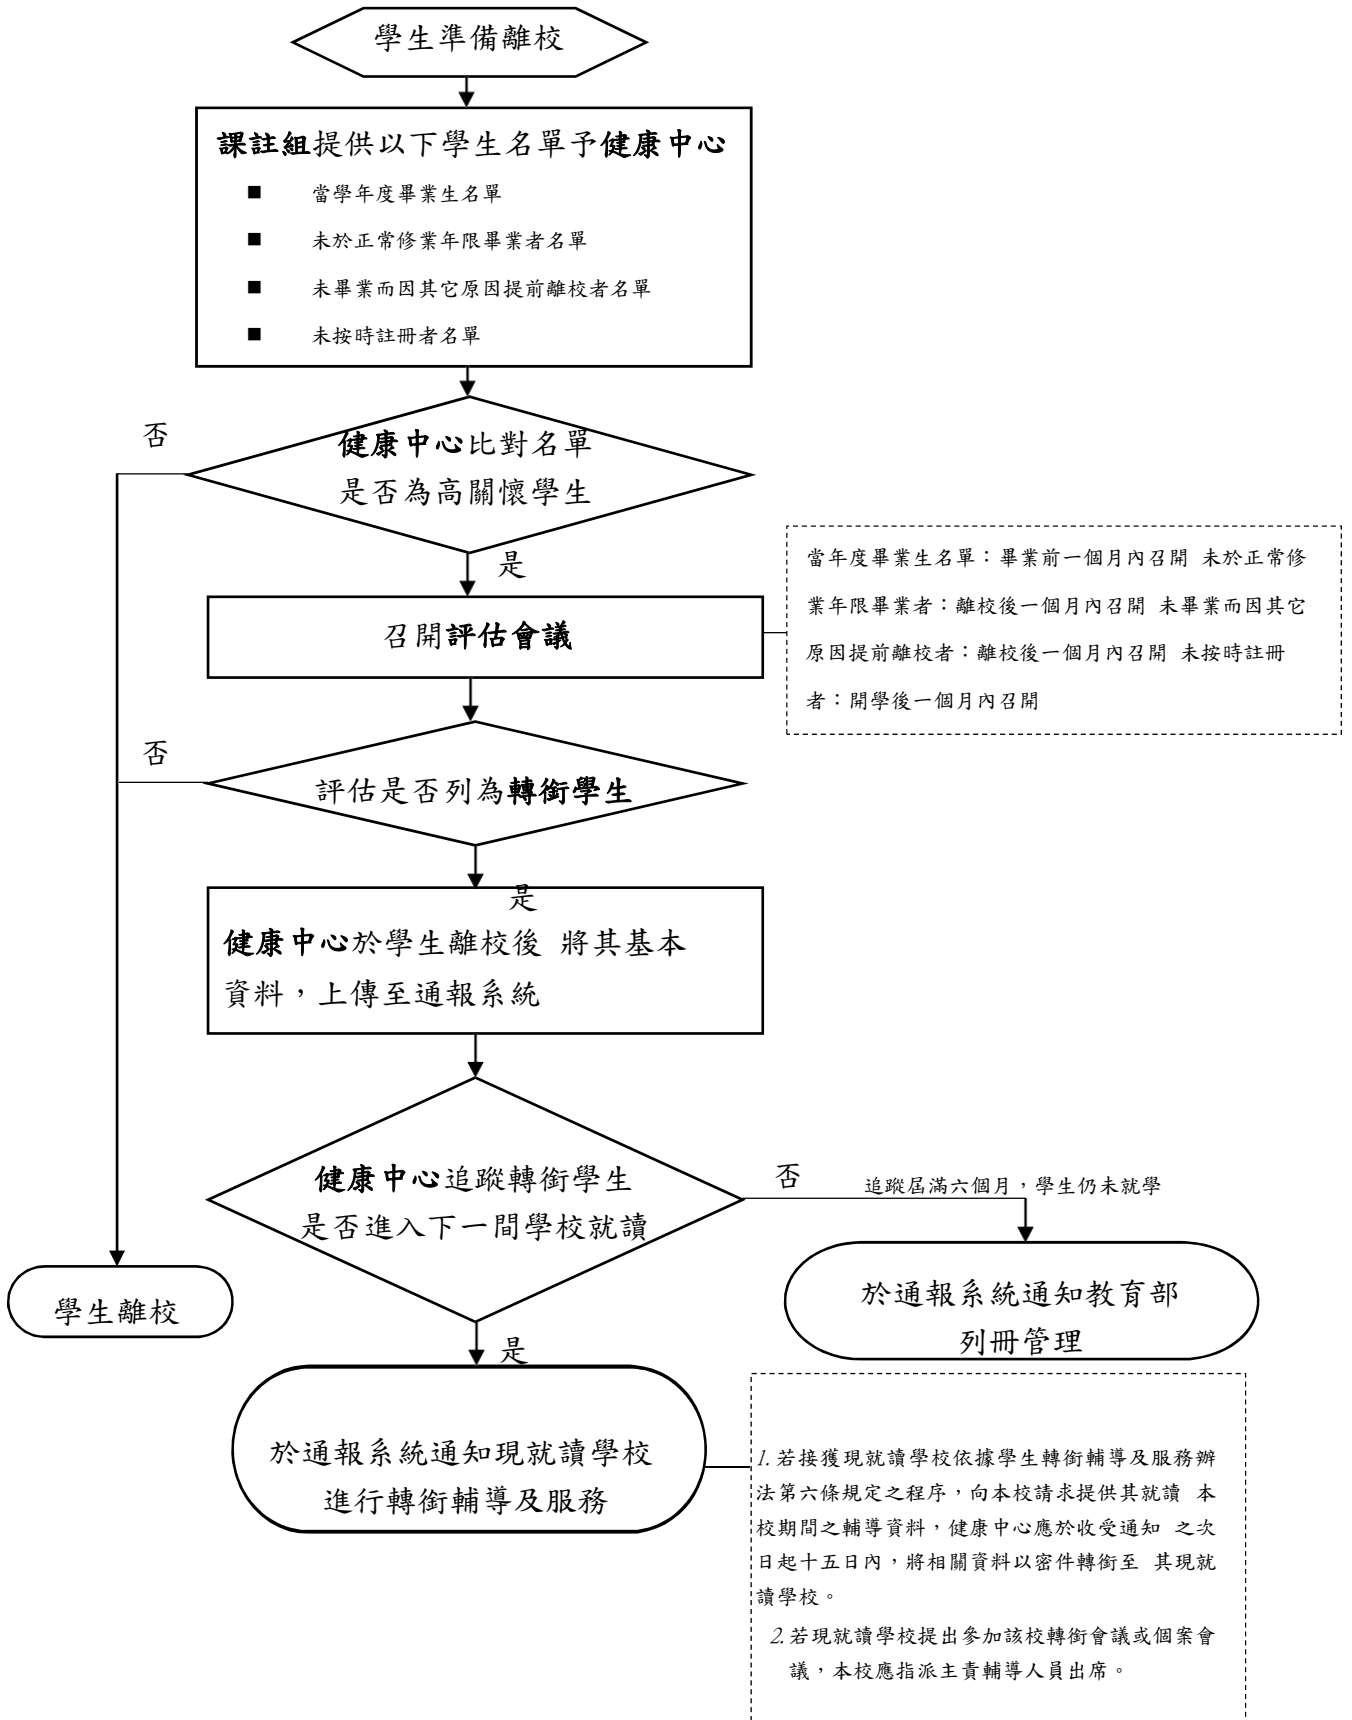 學生準備離校
課註組提供以下學生名單予健康中心
■ 當學年度畢業生名單
■ 未於正常修業年限畢業者名單
■ 未畢業而因其它原因提前離校者名單
■ 未按時註冊者名單
否
健康中心比對名單
是否為高關懷學生
是
當年度畢業生名單：畢業前一個月內召開 未於正常修
業年限畢業者：離校後一個月內召開 未畢業而因其它
原因提前離校者：離校後一個月內召開 未按時註冊
者：開學後一個月內召開
召開評估會議
否
評估是否列為轉銜學生
是
健康中心於學生離校後 將其基本
資料，上傳至通報系統
健康中心追蹤轉銜學生
是否進入下一間學校就讀
否
追蹤屆滿六個月，學生仍未就學
學生離校
於通報系統通知教育部
列冊管理
是
於通報系統通知現就讀學校
進行轉銜輔導及服務
1. 若接獲現就讀學校依據學生轉銜輔導及服務辦
法第六條規定之程序，向本校請求提供其就讀 本
校期間之輔導資料，健康中心應於收受通知 之次
日起十五日內，將相關資料以密件轉銜至 其現就
讀學校。
2. 若現就讀學校提出參加該校轉銜會議或個案會
議，本校應指派主責輔導人員出席。